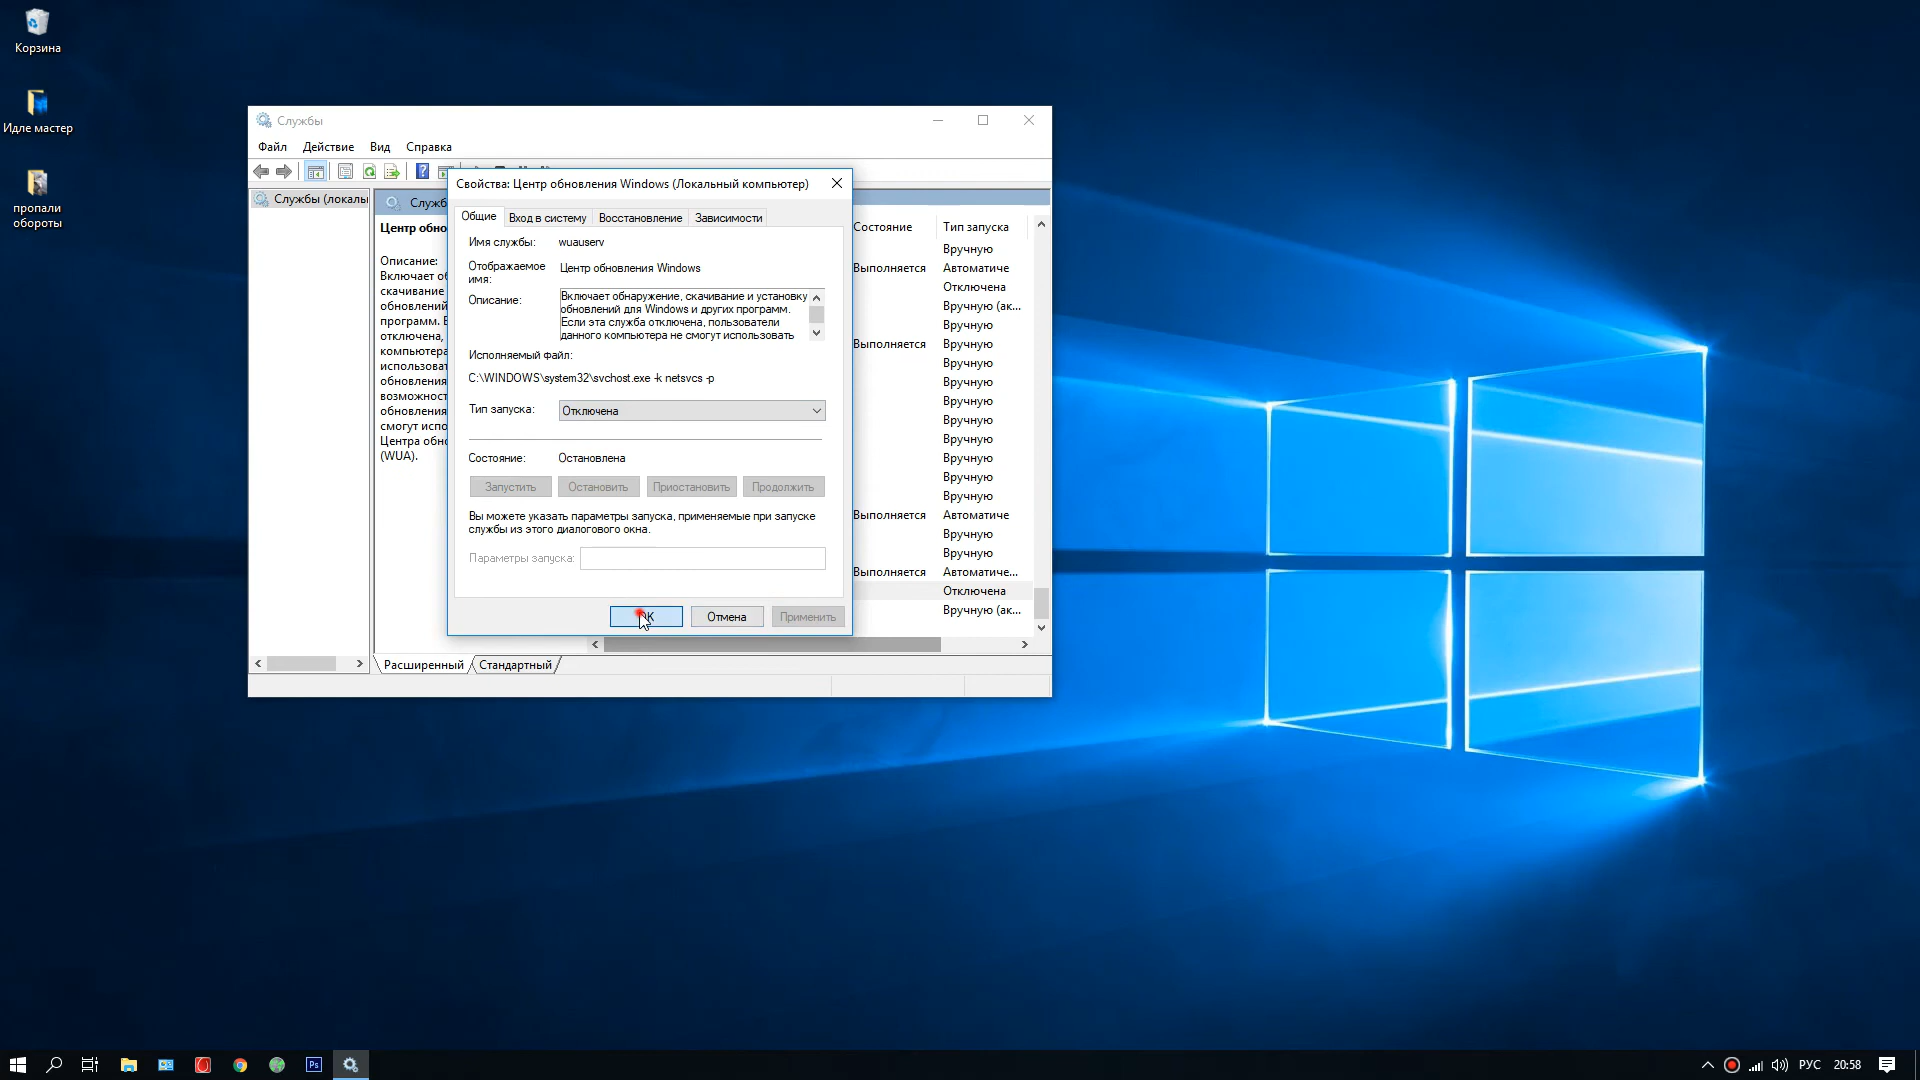 Корзина
Идле мастер
пропали
обороты
Службы
Файл Действие Вид Справка
Службы (локаль
Служб
Центр обно
Описание:
Включает об
скачивание
обновлений
программ. Е
отключена,
компьютера
использоват
обновления
возможност
обновления
смогут испо
Центра обно
(WUA).
Свойства: Центр обновления Windows (Локальный компьютер)
Общие Вход в систему Восстановление Зависимости
Имя службы: wuauserv
Отображаемое
имя:
Центр обновления Windows
Описание:
Включает обнаружение, скачивание и установку
обновлений для Windows и других программ.
Если эта служба отключена, пользователи
данного компьютера не смогут использовать
Исполняемый файл:
C:\WINDOWS\system32\svchost.exe -k netsvcs -p
Тип запуска: Отключена
Состояние: Остановлена
Запустить Остановить Приостановить Продолжить
Вы можете указать параметры запуска, применяемые при запуске
службы из этого диалогового окна.
Параметры запуска:
Отмена Применить
Состояние Тип запуска
Вручную
Выполняется Автоматиче
Отключена
Вручную (ак...
Вручную
Выполняется Вручную
Вручную
Вручную
Вручную
Вручную
Вручную
Вручную
Вручную
Вручную
Выполняется Автоматиче
Вручную
Вручную
Выполняется Автоматиче...
Отключена
Вручную (ак...
Расширенный Стандартный
Ps
РУС 20:58